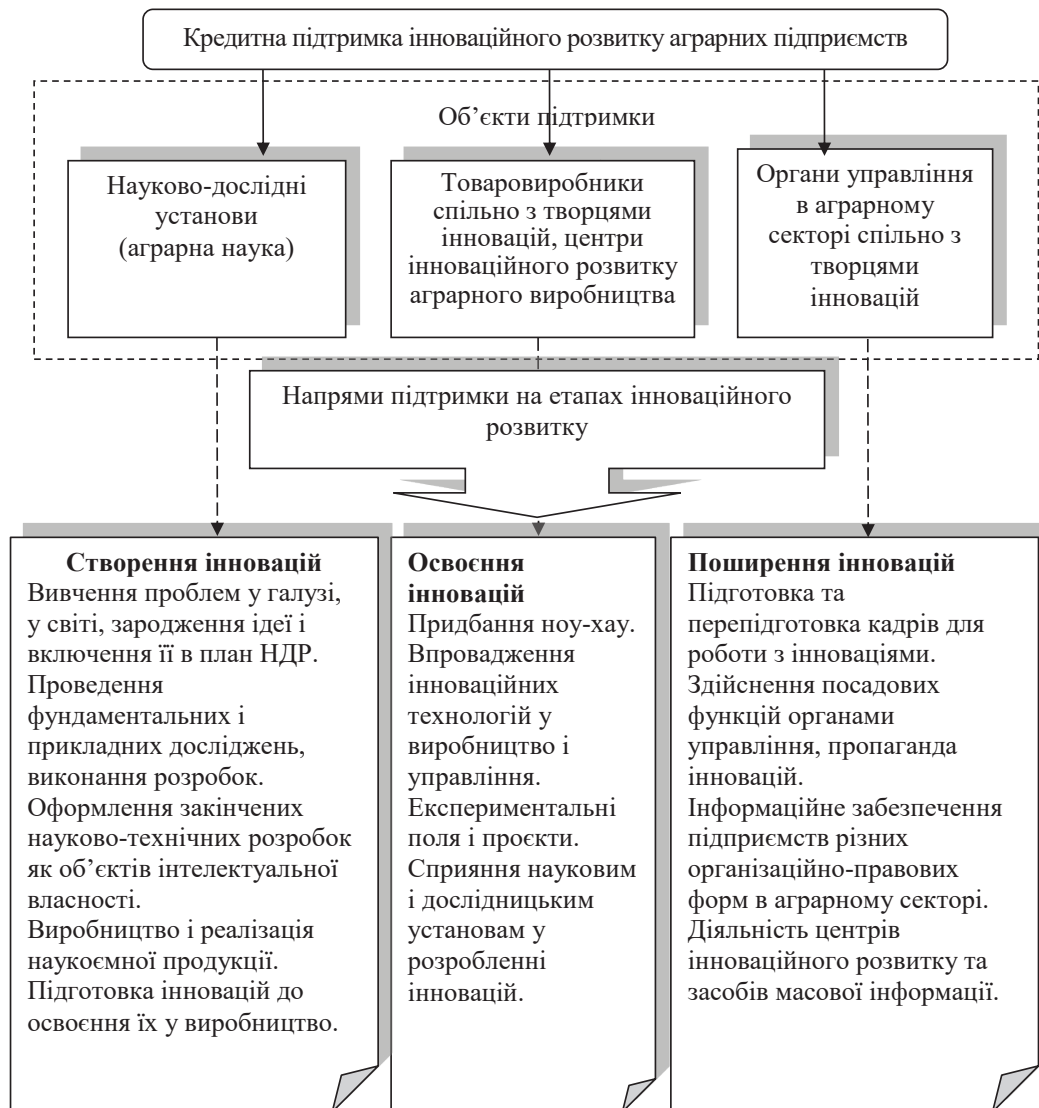 Кредитна підтримка інноваційного розвитку аграрних підприємств
Об’єкти підтримки
Науково-дослідні
установи
(аграрна наука)
Товаровиробники
спільно з творцями
інновацій, центри
інноваційного розвитку
аграрного виробництва
Органи управління
в аграрному
секторі спільно з
творцями
інновацій
Напрями підтримки на етапах інноваційного
розвитку
Створення інновацій
Вивчення проблем у галузі,
у світі, зародження ідеї і
включення її в план НДР.
Проведення
фундаментальних і
прикладних досліджень,
виконання розробок.
Оформлення закінчених
науково-технічних розробок
як об’єктів інтелектуальної
власності.
Виробництво і реалізація
наукоємної продукції.
Підготовка інновацій до
освоєння їх у виробництво.
Освоєння
інновацій
Придбання ноу-хау.
Впровадження
інноваційних
технологій у
виробництво і
управління.
Експериментальні
поля і проєкти.
Сприяння науковим
і дослідницьким
установам у
розробленні
інновацій.
Поширення інновацій
Підготовка та
перепідготовка кадрів для
роботи з інноваціями.
Здійснення посадових
функцій органами
управління, пропаганда
інновацій.
Інформаційне забезпечення
підприємств різних
організаційно-правових
форм в аграрному секторі.
Діяльність центрів
інноваційного розвитку та
засобів масової інформації.